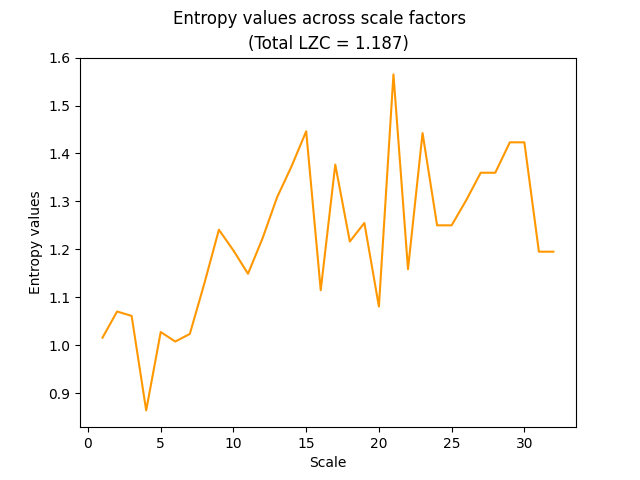 Entropy values across scale factors
(Total LZC = 1.187)
1.6
1.5
1.4
1.3
1.2
1.1
1.0
0.9
Entropy values
0 5 10 15 20 25 30
Scale